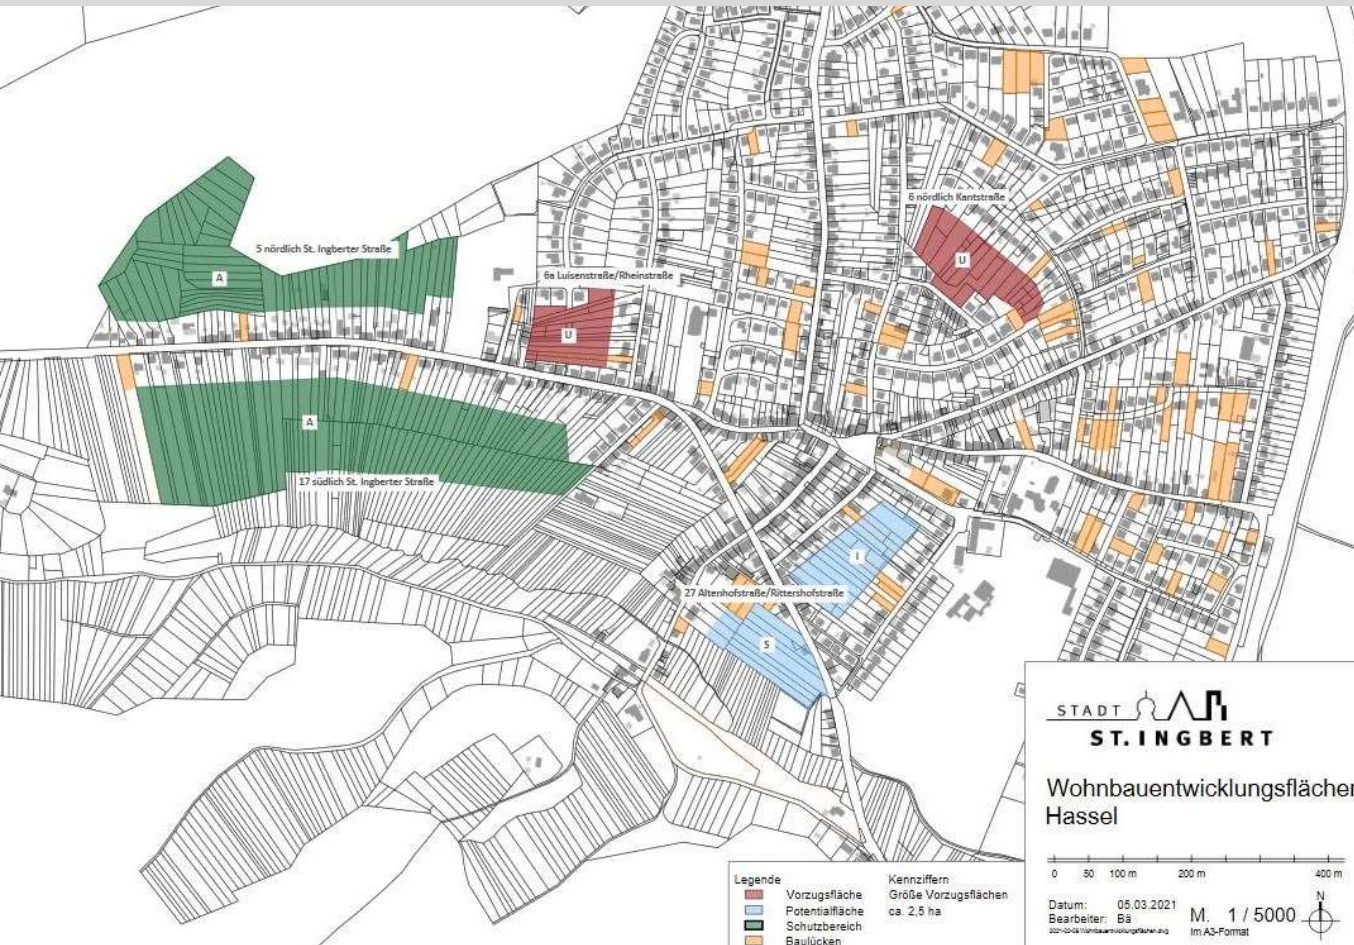 6 nördlich Kantstraße
5 nördlich St. Ingberter Straße
A
6a Luisenstraße/Rheinstraße
U
U
A
17 südlich St. Ingberter Straße
I
27 Altenhofstraße/Rittershofstraße
S
STADT
ST. INGBERT
Wohnbauentwicklungsflächen
Hassel
0 50 100 m 200 m 400 m
Legende Kennziffern
Vorzugsfläche Größe Vorzugsflächen
Potentialfläche ca. 2,5 ha
Schutzbereich
Baulücken
Datum: 05.03.2021
Bearbeiter: Bä
M. 1 / 5000
Im A3-Format
N